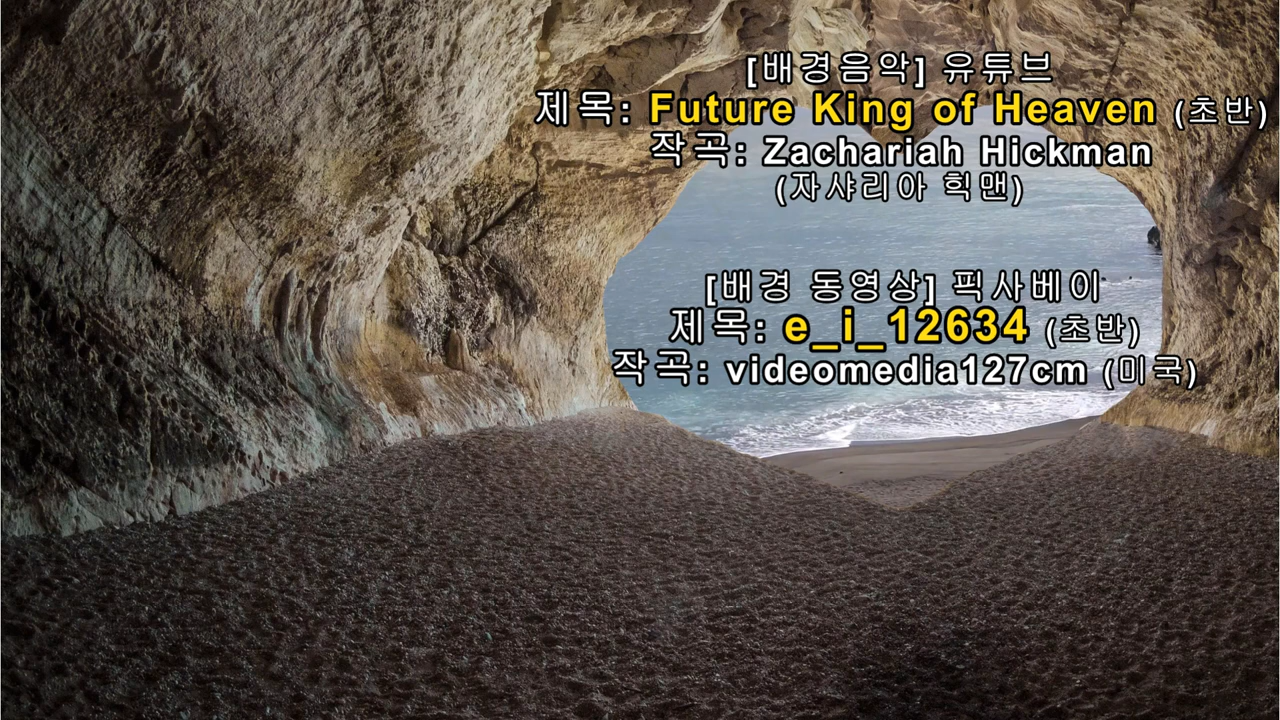 [배경음악] 유튜브
제목: Future King of Heaven (초반)
작곡: Zachariah Hickman
(자샤리아 힉맨)
[배경 동영상] 픽사베이
제목: e_i_12634 (초반)
작곡: videomedia127cm (미국)